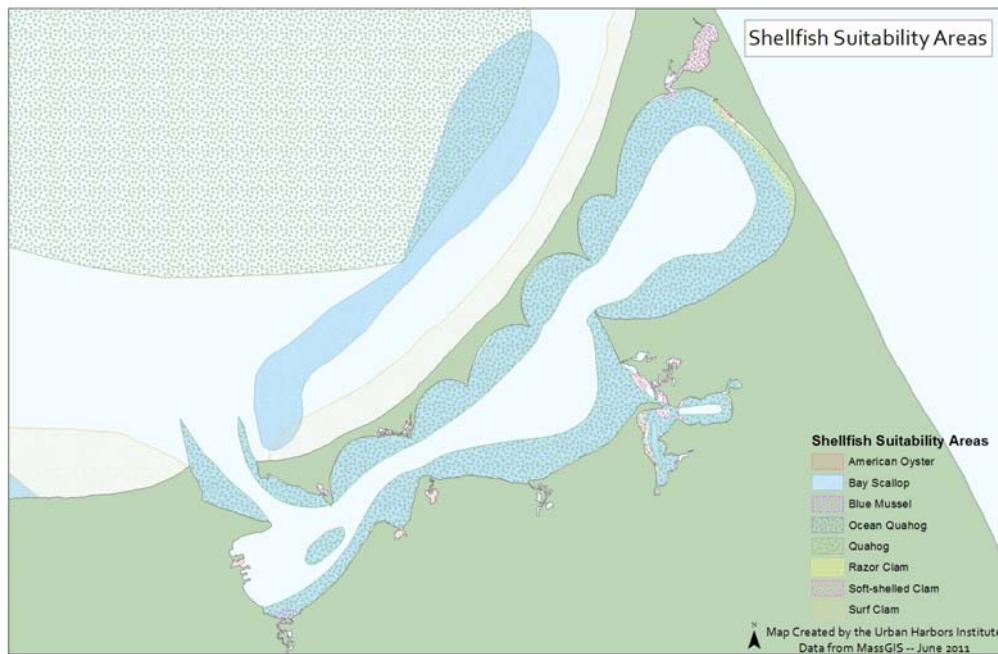 Shellfish Suitability Areas
Shellfish Suitability Areas
American Oyster
Bay Scallop
Blue Mussel
Ocean Quahog
Quahog
Razor Clam
Soft-shelled Clam
Surf Clam
N
Map Created by the Urban Harbors Institute
Data from MassGIS -- June 2011